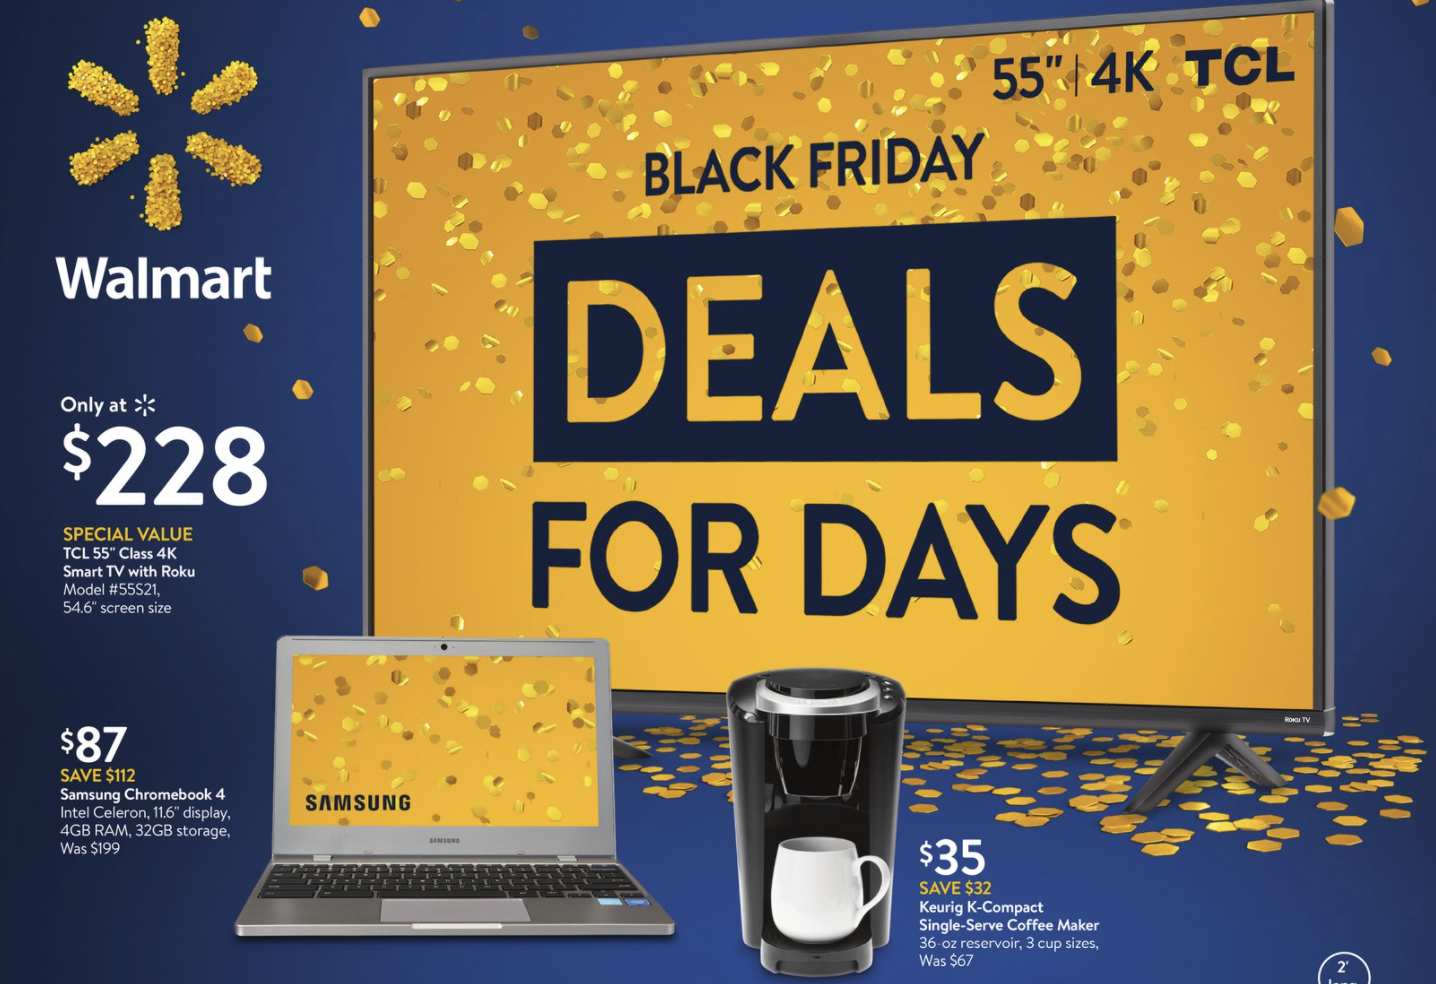 Walmart
Only at
$228
SPECIAL VALUE
TCL 55" Class 4K
Smart TV with Roku
Model #55S21,
54.6" screen size
55" | 4K TCL
BLACK FRIDAY
DEALS
FOR DAYS
Roku TV
$87
SAVE $112
Samsung Chromebook 4
Intel Celeron, 11.6" display,
4GB RAM, 32GB storage,
Was $199
SAMSUNG
SAMSUNG
$35
SAVE $32
Keurig K-Compact
Single-Serve Coffee Maker
36-oz reservoir, 3 cup sizes,
Was $67
2'